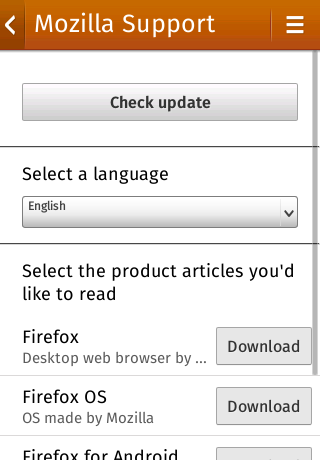 Mozilla Support
Check update
Select a language
English
Select the product articles you'd
like to read
Firefox
Desktop web browser by ...
Download
Firefox OS
OS made by Mozilla
Download
Firefox for Android